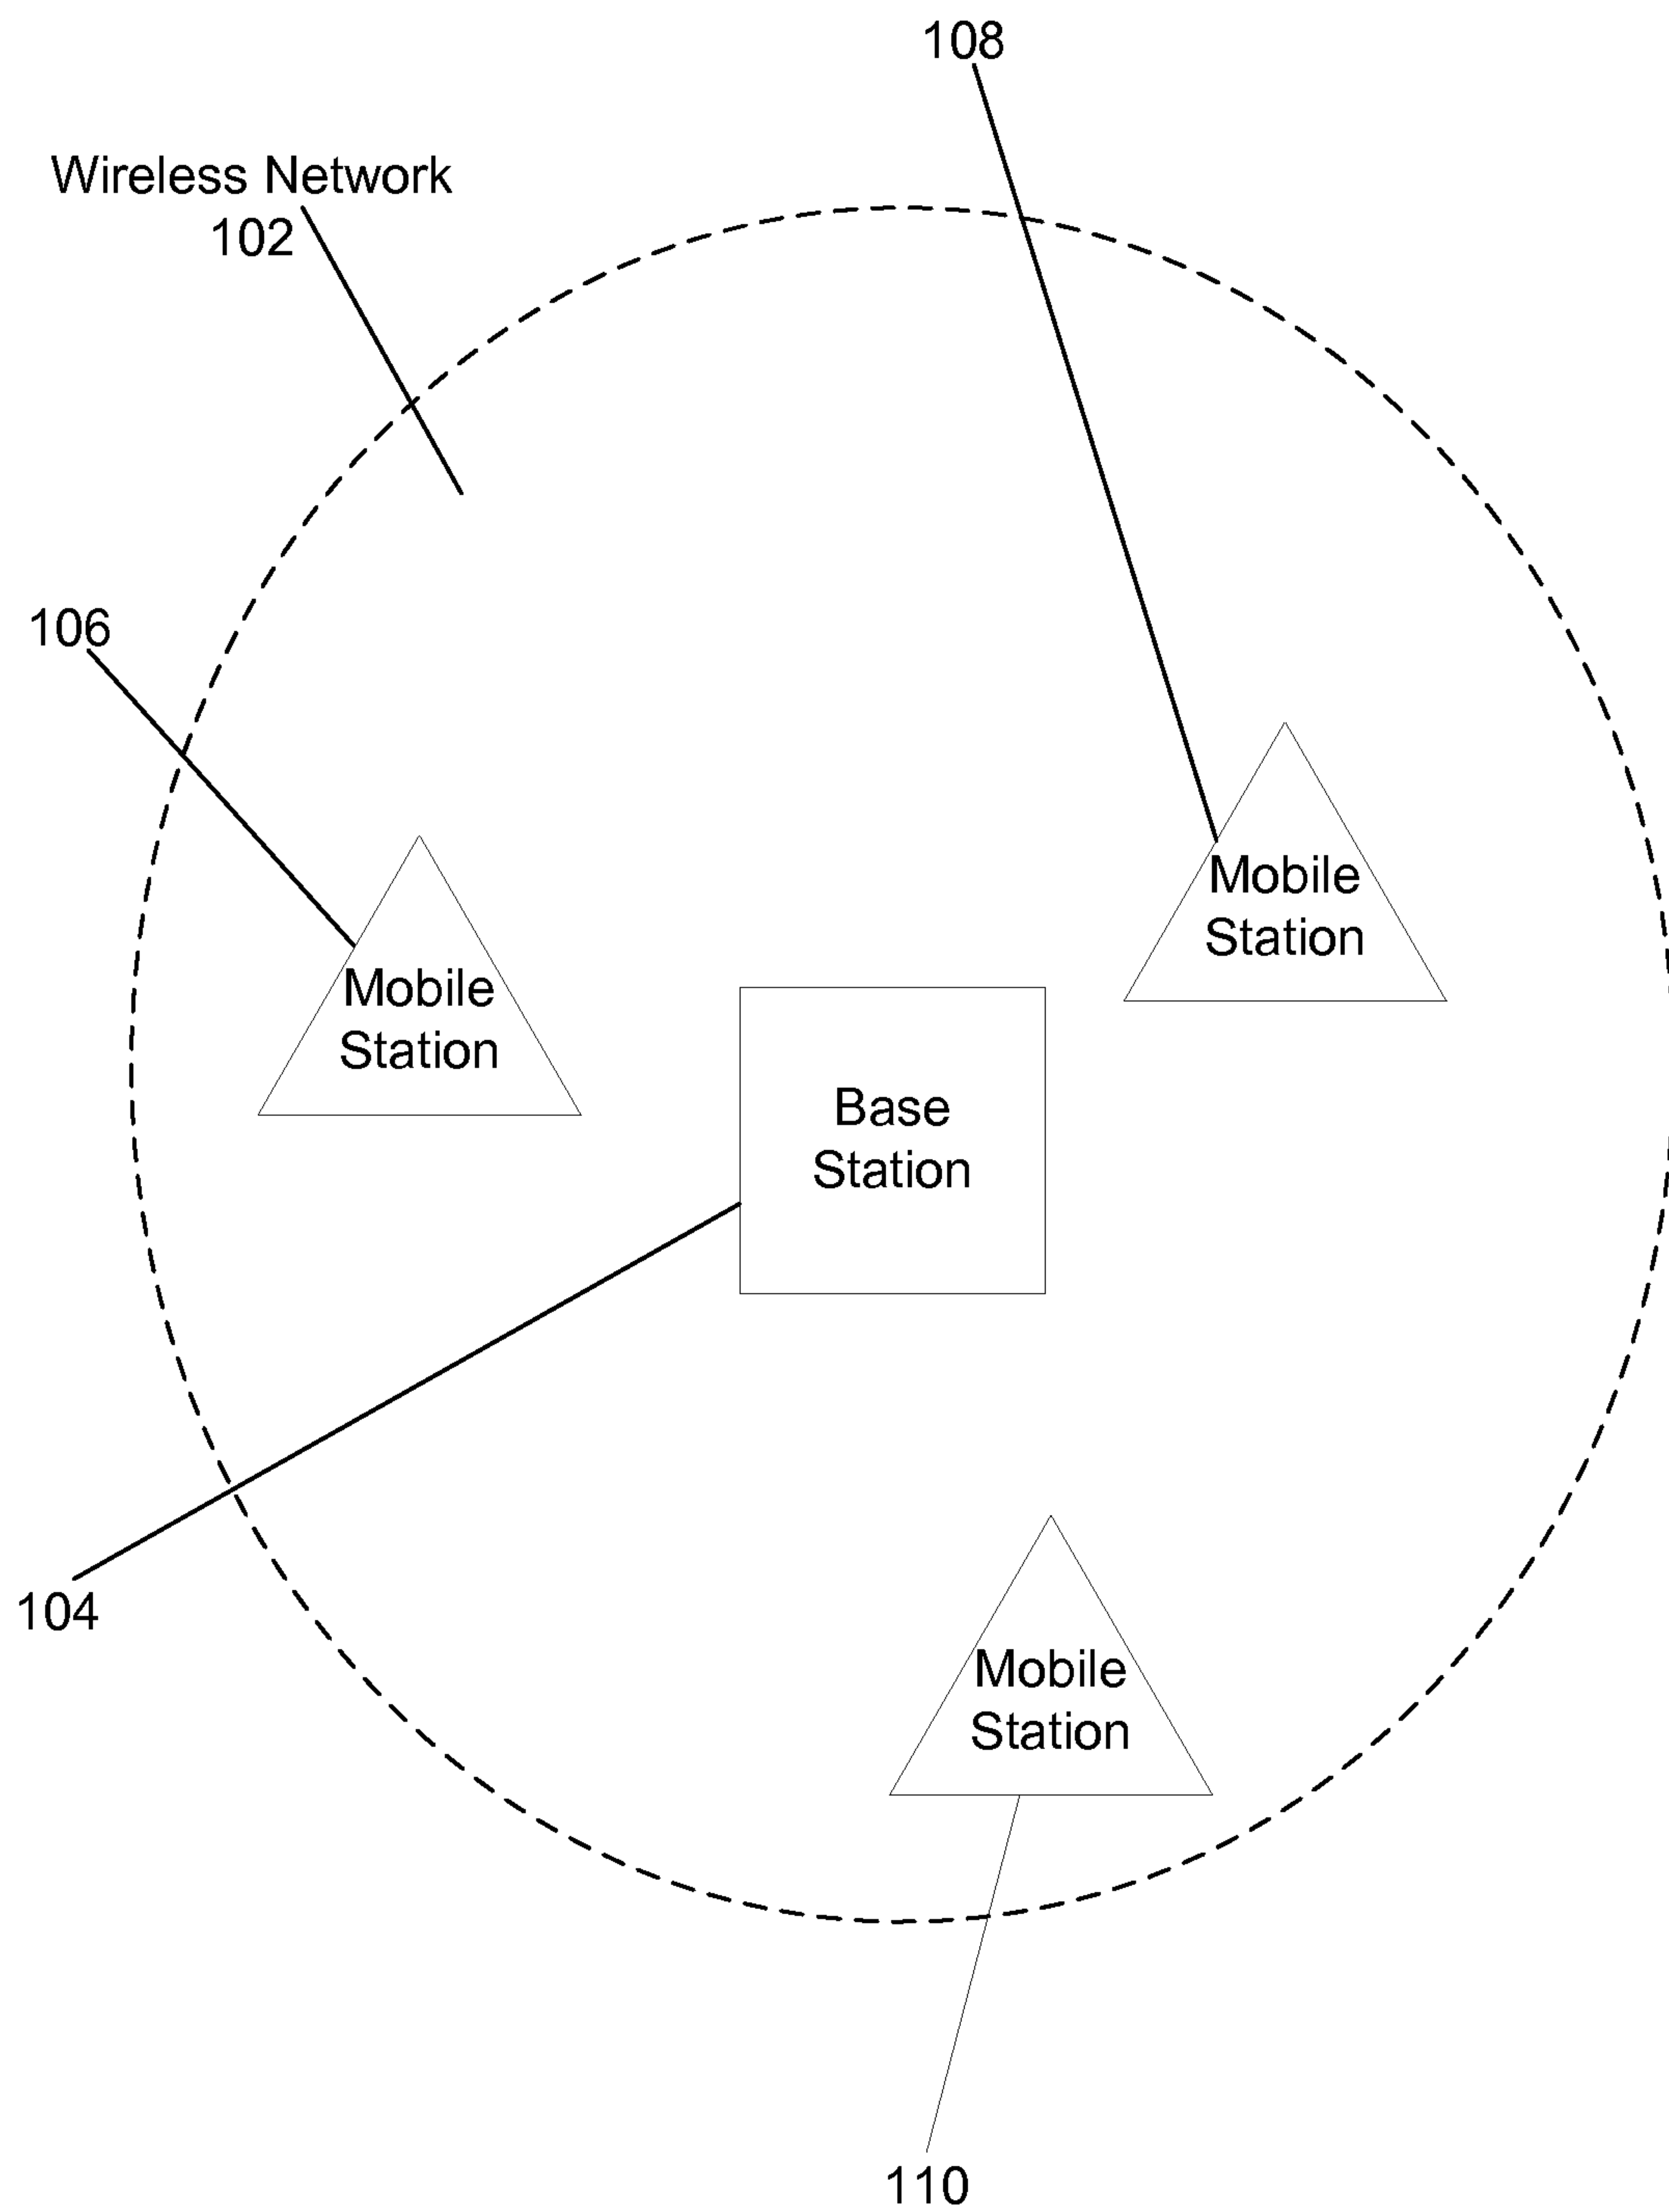 108
Wireless Network
102
106
Mobile
Station
Mobile
Station
Base
Station
104
Mobile
Station
110